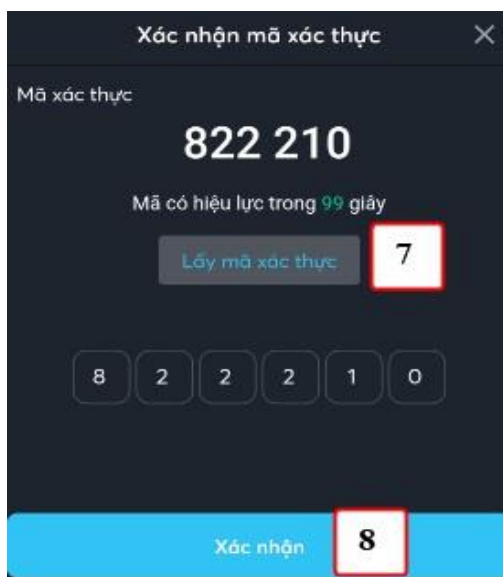 Xác nhận mã xác thực
Mã xác thực
822 210
Mã có hiệu lực trong 99 giây
Lấy mã xác thực 7
8 2 2 2 1 0
Xác nhận 8